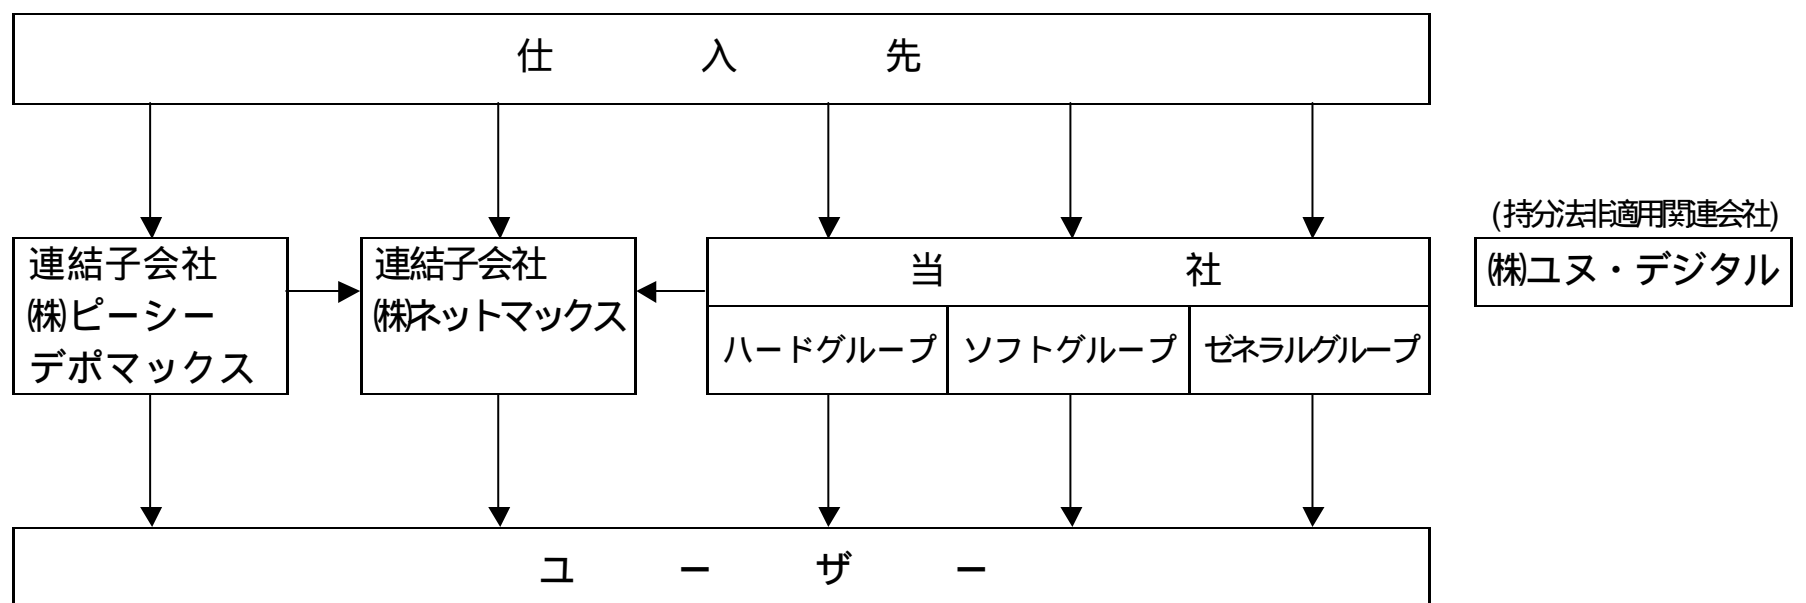 仕入先
(持分法非適用関連会社)
連結子会社
㈱ピーシー
デポマックス
連結子会社
㈱ネットマックス
当社
ハードグループ
ソフトグループ
ゼネラルグループ
㈱ユヌ・デジタル
ユーザー